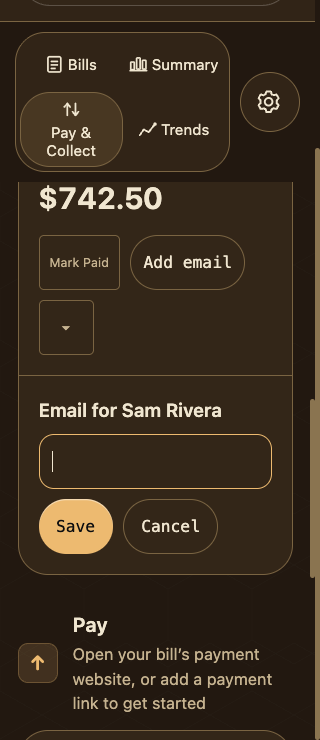 Bills
Summary
Pay &
Collect
Trends
$742.50
Mark Paid
Add email
Email for Sam Rivera
Save
Cancel
Pay
Open your bill’s payment
website, or add a payment
link to get started